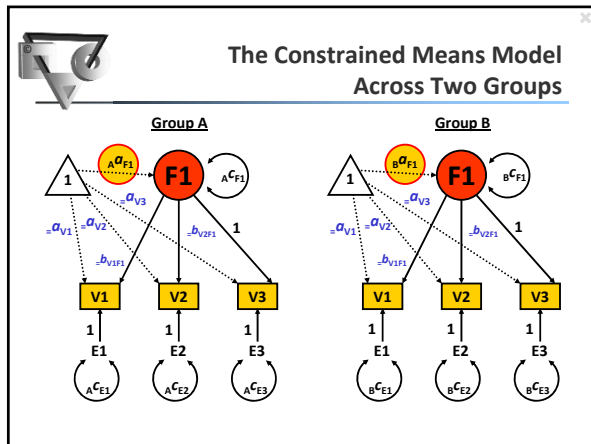 ©
The Constrained Means Model
Across Two Groups
Group A
Group B
1
AaF1
F1
AcF1
=aV1
=aV2
=aV3
=bV1F1
=bV2F1
1
V1
V2
V3
1
1
1
E1
E2
E3
AcE1
AcE2
AcE3
1
BaF1
F1
BcF1
=aV1
=aV2
=aV3
=bV1F1
=bV2F1
1
V1
V2
V3
1
1
1
E1
E2
E3
BcE1
BcE2
BcE3